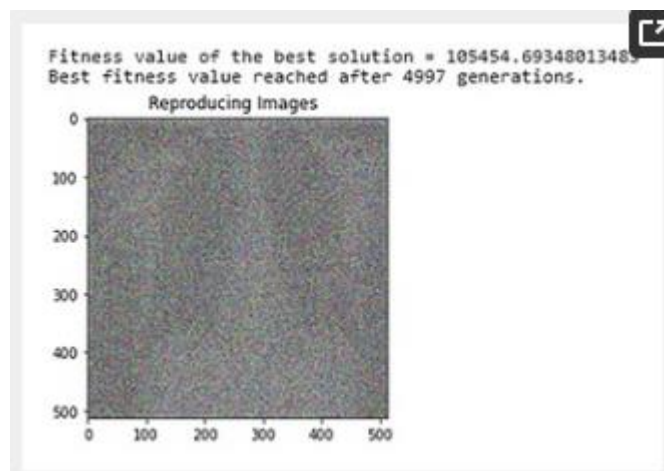 Fitness value of the best solution = 105454.69348013485
Best fitness value reached after 4997 generations.
Reproducing Images
0
100
200
300
400
500
0 100 200 300 400 500